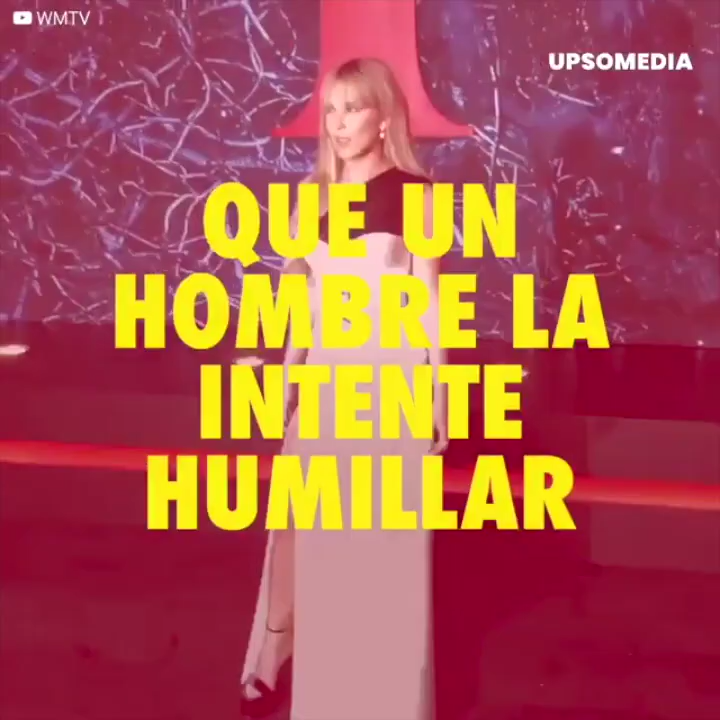 WMTV
UPSOMEDIA
QUE UN
HOMBRE LA
INTENTE
HUMILLAR